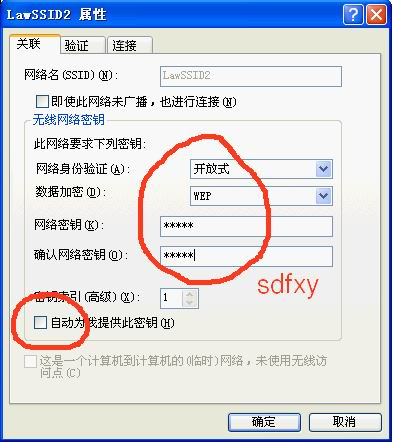 LawSSID2 属性
关联
验证
连接
网络名(SSID)(N):
LawSSID2
即使此网络未广播，也进行连接(N)
无线网络密钥
此网络要求下列密钥:
网络身份验证(A):
开放式
数据加密(D):
WEP
网络密钥(K):
*****
确认网络密钥(O):
*****
sdfxy
密钥索引(高级)(X):
1
自动为我提供此密钥(H)
这是一个计算机到计算机的(临时)网络，未使用无线访
问点(C)
确定
取消